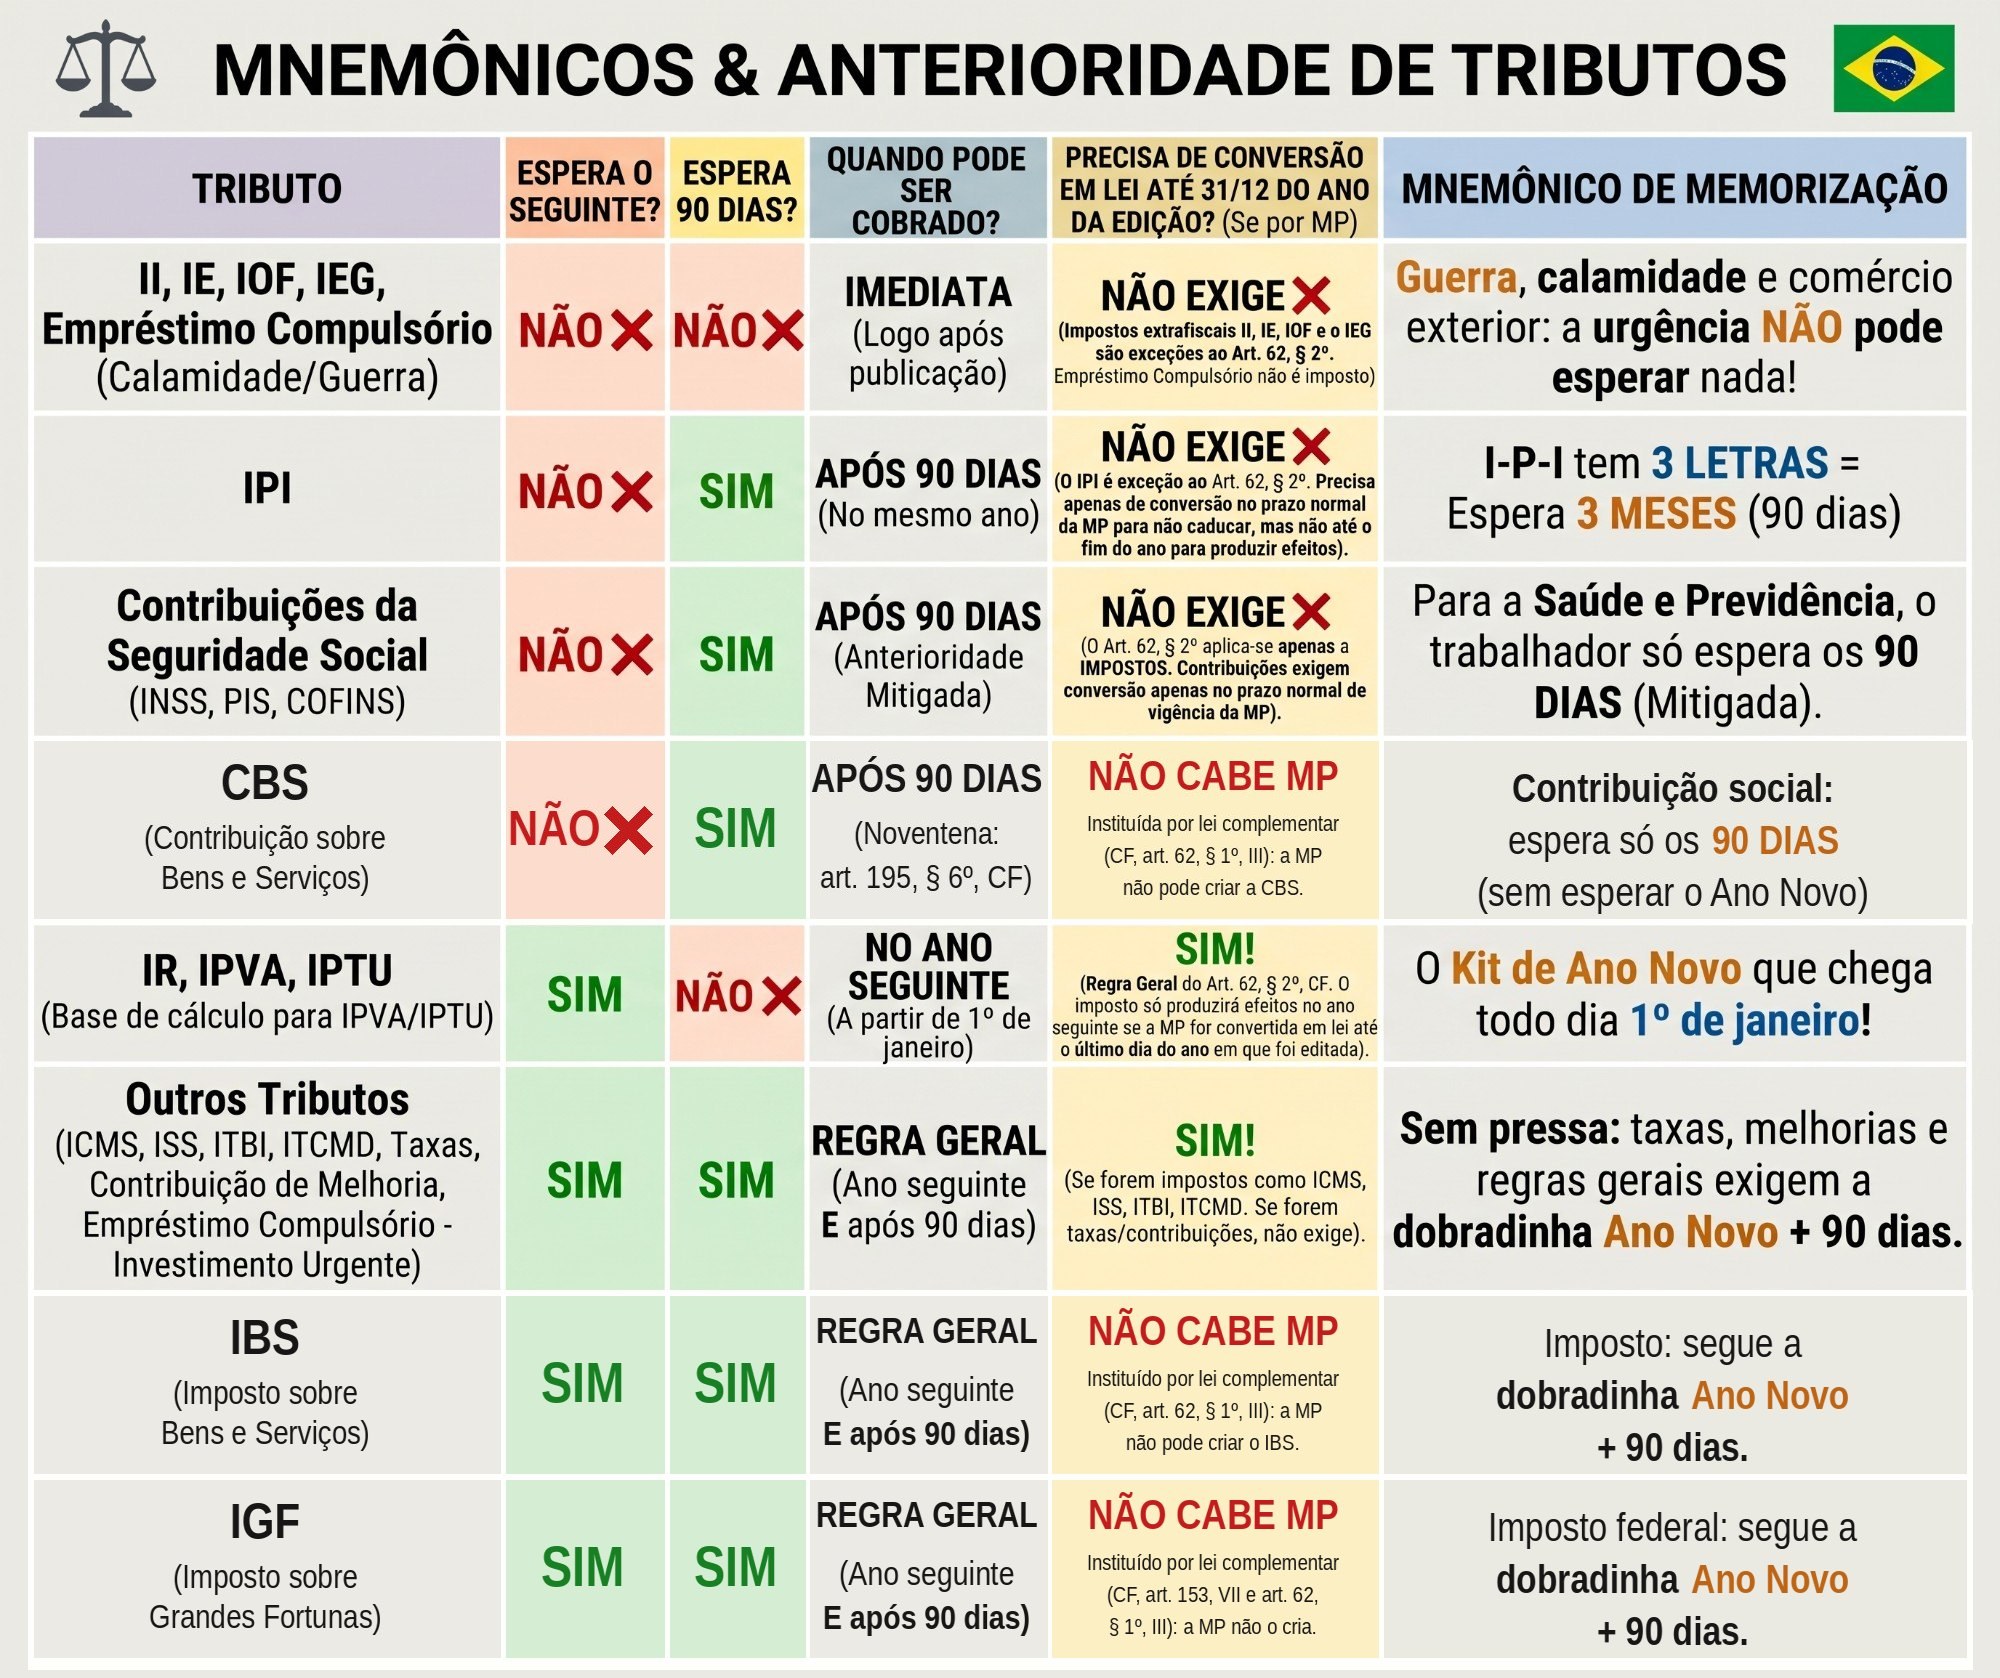 MNEMÔNICOS & ANTERIORIDADE DE TRIBUTOS
TRIBUTO
ESPERA O
SEGUINTE?
ESPERA
90 DIAS?
QUANDO PODE
SER
COBRADO?
PRECISA DE CONVERSÃO
EM LEI ATÉ 31/12 DO ANO
DA EDIÇÃO? (Se por MP)
MNEMÔNICO DE MEMORIZAÇÃO
II, IE, IOF, IEG,
Empréstimo Compulsório
(Calamidade/Guerra)
NÃO
NÃO
IMEDIATA
(Logo após
publicação)
NÃO EXIGE
(Impostos extrafiscais II, IE, IOF e o IEG
são exceções ao Art. 62, § 2º.
Empréstimo Compulsório não é imposto)
Guerra, calamidade e comércio
exterior: a urgência NÃO pode
esperar nada!
IPI
NÃO
SIM
APÓS 90 DIAS
(No mesmo ano)
NÃO EXIGE
(O IPI é exceção ao Art. 62, § 2º. Precisa
apenas de conversão no prazo normal
da MP para não caducar, mas não até o
fim do ano para produzir efeitos).
I-P-I tem 3 LETRAS =
Espera 3 MESES (90 dias)
Contribuições da
Seguridade Social
(INSS, PIS, COFINS)
NÃO
SIM
APÓS 90 DIAS
(Anterioridade
Mitigada)
NÃO EXIGE
(O Art. 62, § 2º aplica-se apenas a
IMPOSTOS. Contribuições exigem
conversão apenas no prazo normal de
vigência da MP).
Para a Saúde e Previdência, o
trabalhador só espera os 90
DIAS (Mitigada).
CBS
(Contribuição sobre
Bens e Serviços)
NÃO
SIM
APÓS 90 DIAS
(Noventena:
art. 195, § 6º, CF)
NÃO CABE MP
Instituída por lei complementar
(CF, art. 62, § 1º, III): a MP
não pode criar a CBS.
Contribuição social:
espera só os 90 DIAS
(sem esperar o Ano Novo)
IR, IPVA, IPTU
(Base de cálculo para IPVA/IPTU)
SIM
NÃO
NO ANO
SEGUINTE
(A partir de 1º de
janeiro)
SIM!
(Regra Geral do Art. 62, § 2º, CF. O
imposto só produzirá efeitos no ano
seguinte se a MP for convertida em lei até
o último dia do ano em que foi editada).
O Kit de Ano Novo que chega
todo dia 1º de janeiro!
Outros Tributos
(ICMS, ISS, ITBI, ITCMD, Taxas,
Contribuição de Melhoria,
Empréstimo Compulsório -
Investimento Urgente)
SIM
SIM
REGRA GERAL
(Ano seguinte
E após 90 dias)
SIM!
(Se forem impostos como ICMS,
ISS, ITBI, ITCMD. Se forem
taxas/contribuições, não exige).
Sem pressa: taxas, melhorias e
regras gerais exigem a
dobradinha Ano Novo + 90 dias.
IBS
(Imposto sobre
Bens e Serviços)
SIM
SIM
REGRA GERAL
(Ano seguinte
E após 90 dias)
NÃO CABE MP
Instituído por lei complementar
(CF, art. 62, § 1º, III): a MP
não pode criar o IBS.
Imposto: segue a
dobradinha Ano Novo
+ 90 dias.
IGF
(Imposto sobre
Grandes Fortunas)
SIM
SIM
REGRA GERAL
(Ano seguinte
E após 90 dias)
NÃO CABE MP
Instituído por lei complementar
(CF, art. 153, VII e art. 62,
§ 1º, III): a MP não o cria.
Imposto federal: segue a
dobradinha Ano Novo
+ 90 dias.